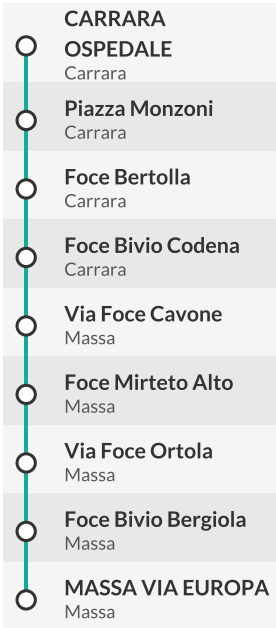 CARRARA
OSPEDALE
Carrara
Piazza Monzoni
Carrara
Foce Bertolla
Carrara
Foce Bivio Codena
Carrara
Via Foce Cavone
Massa
Foce Mirteto Alto
Massa
Via Foce Ortola
Massa
Foce Bivio Bergiola
Massa
MASSA VIA EUROPA
Massa